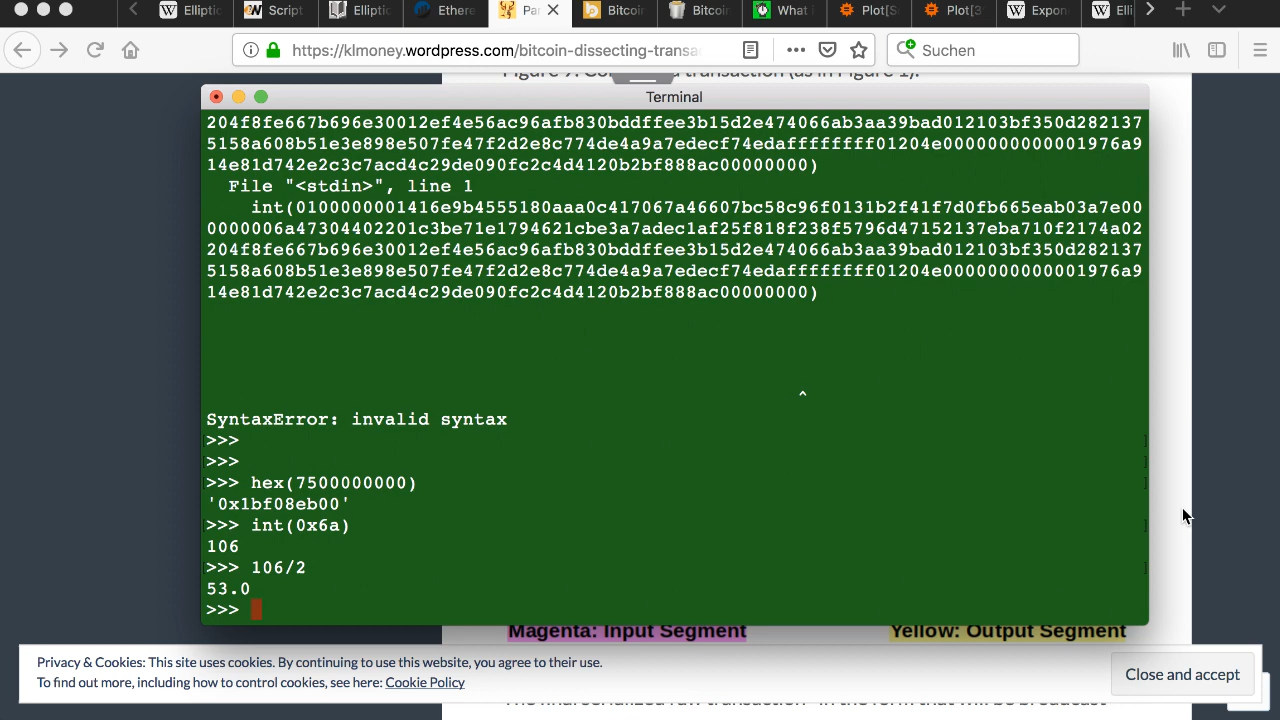 Elliptic
Script
Elliptic
Ethere
Pa
Bitcoin
Bitcoin
What i
Plot[S
Plot[3
Expon
Elli
https://klmoney.wordpress.com/bitcoin-dissecting-transa
Suchen
Terminal
204f8fe667b696e30012ef4e56ac96afb830bddffee3b15d2e474066ab3aa39bad012103bf350d282137
5158a608b51e3e898e507fe47f2d2e8c774de4a9a7edecf74edaffffffff01204e0000000000001976a9
14e81d742e2c3c7acd4c29de090fc2c4d4120b2bf888ac00000000)
File "<stdin>", line 1
int(0100000001416e9b4555180aaa0c417067a46607bc58c96f0131b2f41f7d0fb665eab03a7e00
0000006a47304402201c3be71e1794621cbe3a7adec1af25f818f238f5796d47152137eba710f2174a02
204f8fe667b696e30012ef4e56ac96afb830bddffee3b15d2e474066ab3aa39bad012103bf350d282137
5158a608b51e3e898e507fe47f2d2e8c774de4a9a7edecf74edaffffffff01204e0000000000001976a9
14e81d742e2c3c7acd4c29de090fc2c4d4120b2bf888ac00000000)
^
SyntaxError: invalid syntax
>>>
>>>
>>> hex(7500000000)
'0x1bf08eb00'
>>> int(0x6a)
106
>>> 106/2
53.0
>>>
Magenta: Input Segment
Yellow: Output Segment
Privacy & Cookies: This site uses cookies. By continuing to use this website, you agree to their use.
To find out more, including how to control cookies, see here: Cookie Policy
Close and accept